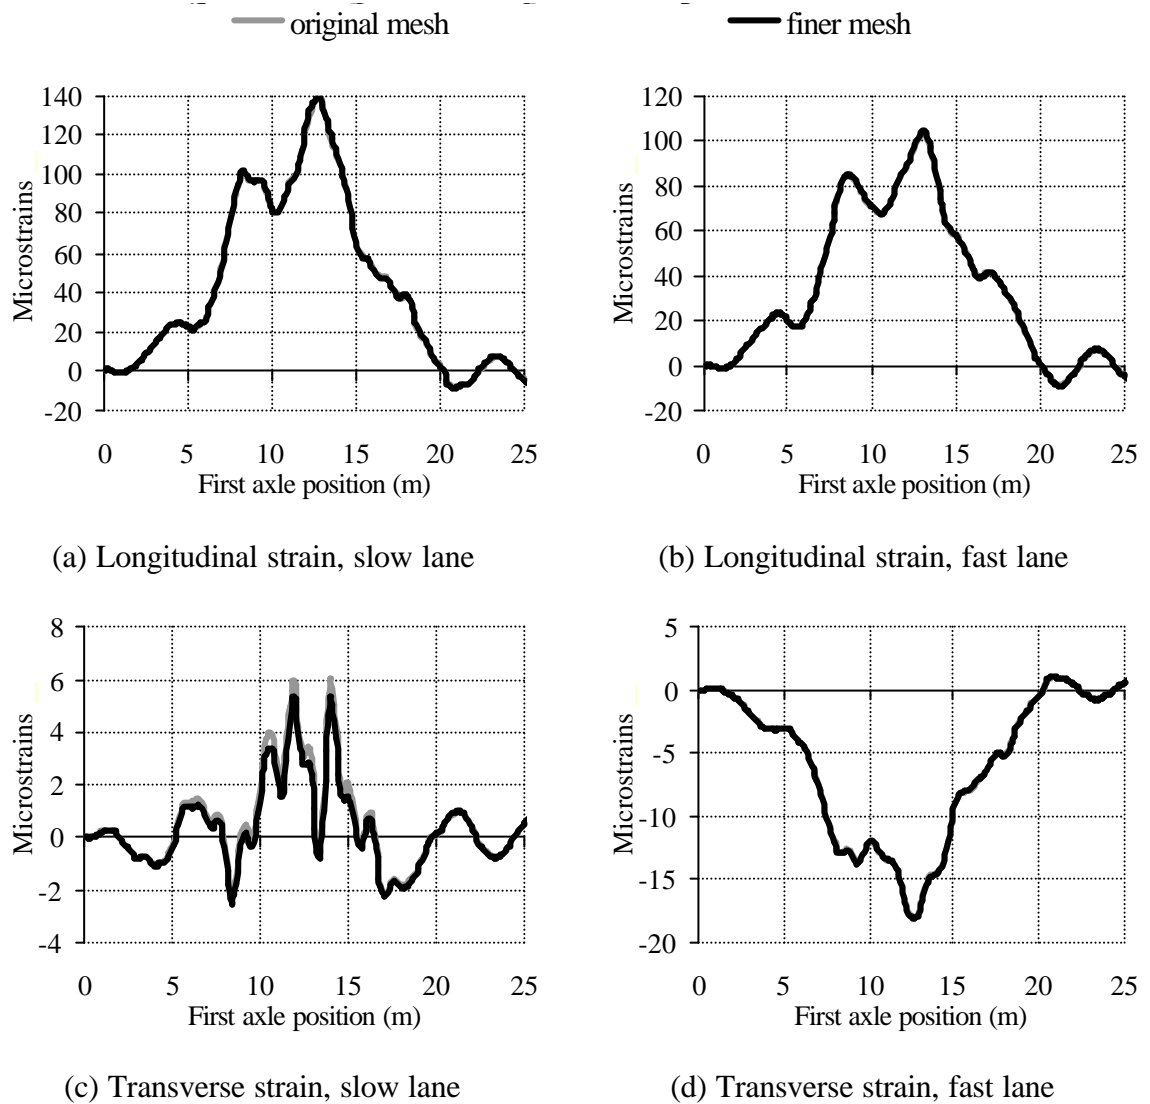 original mesh finer mesh
140
120
100
80
60
40
20
0
-20
Microstrains
0 5 10 15 20 25
First axle position (m)
(a) Longitudinal strain, slow lane
120
100
80
60
40
20
0
-20
Microstrains
0 5 10 15 20 25
First axle position (m)
(b) Longitudinal strain, fast lane
8
6
4
2
0
-2
-4
Microstrains
0 5 10 15 20 25
First axle position (m)
(c) Transverse strain, slow lane
5
0
-5
-10
-15
-20
Microstrains
0 5 10 15 20 25
First axle position (m)
(d) Transverse strain, fast lane